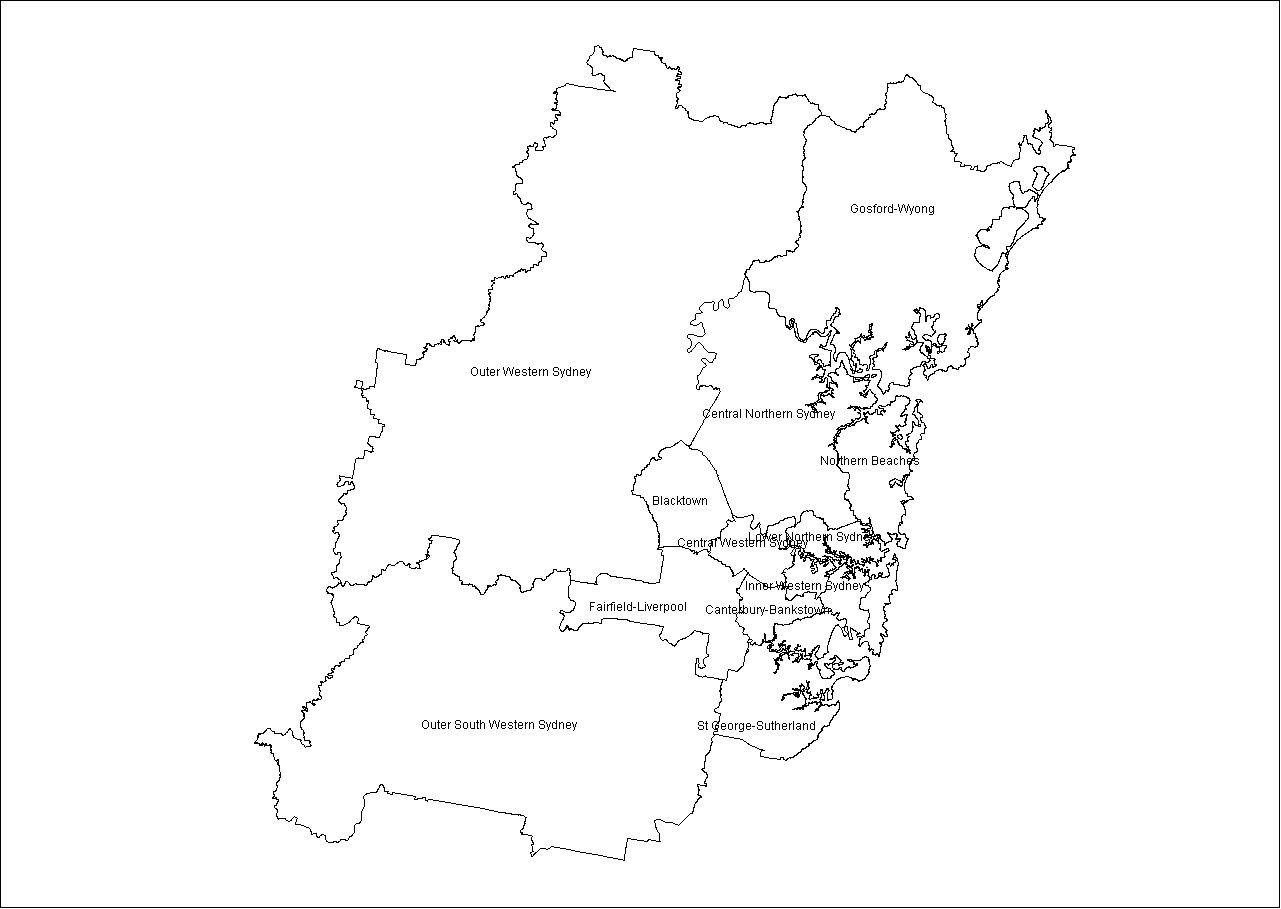 Gosford-Wyong
Outer Western Sydney
Central Northern Sydney
Northern Beaches
Blacktown
Lower Northern Sydney
Central Western Sydney
Inner Western Sydney
Fairfield-Liverpool
Canterbury-Bankstown
Outer South Western Sydney
St George-Sutherland